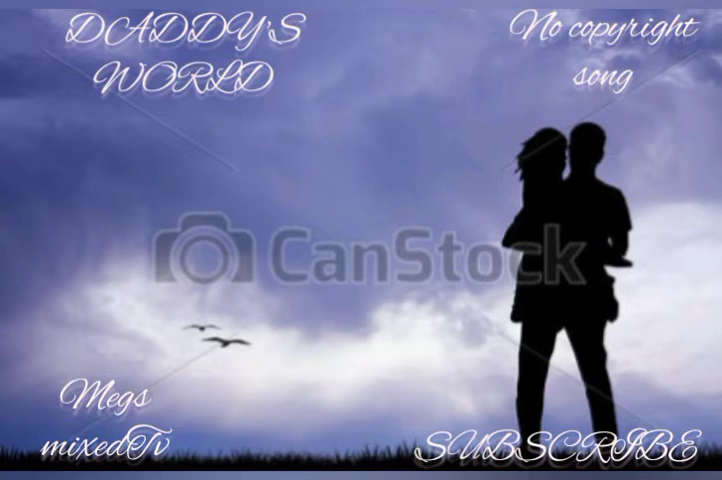 DADDY'S
WORLD
No copyright
song
CanStock
Megs
mixedTv
SUBSCRIBE